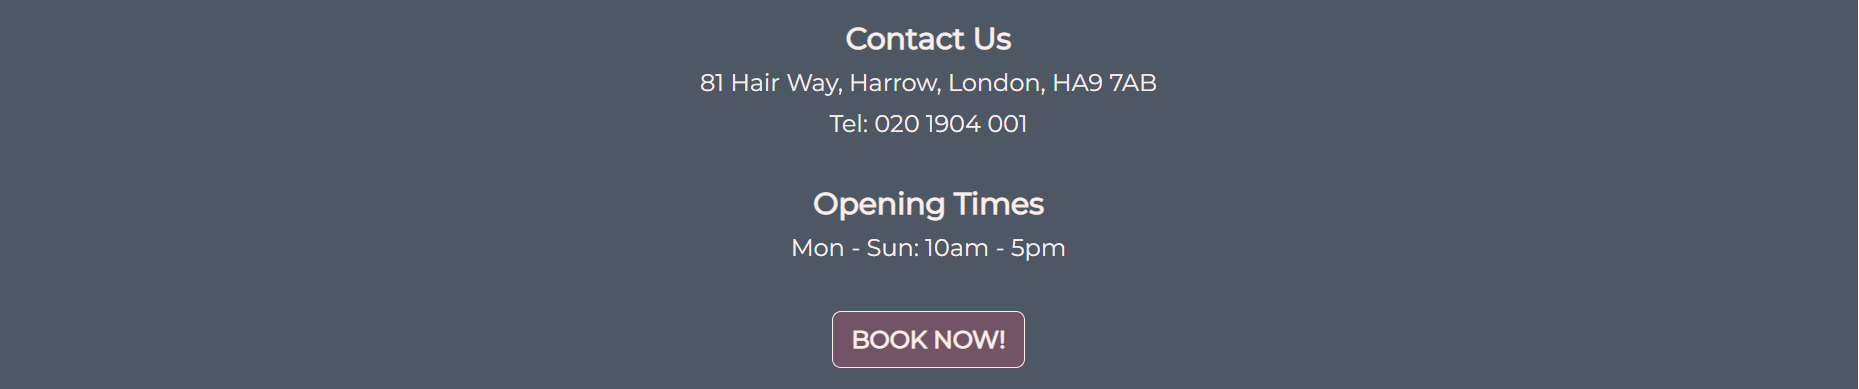 Contact Us
81 Hair Way, Harrow, London, HA9 7AB
Tel: 020 1904 001
Opening Times
Mon - Sun: 10am - 5pm
BOOK NOW!